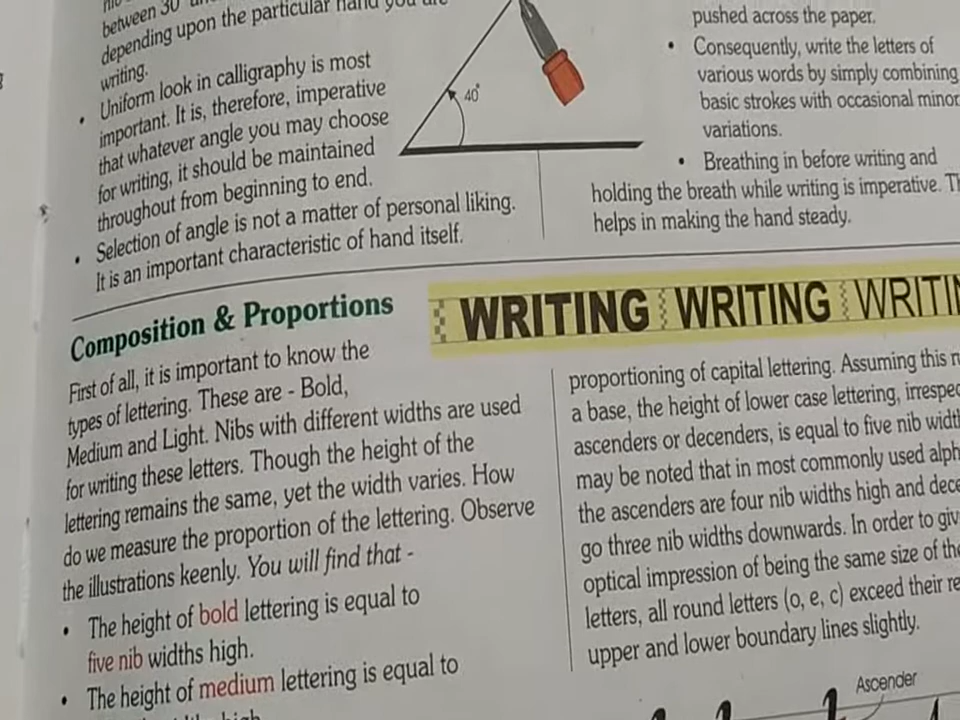 depending upon the particular hand you are
writing.
• Uniform look in calligraphy is most
important. It is, therefore, imperative
that whatever angle you may choose
for writing, it should be maintained
throughout from beginning to end.
• Selection of angle is not a matter of personal liking.
It is an important characteristic of hand itself.
40°
pushed across the paper.
• Consequently, write the letters of
various words by simply combining
basic strokes with occasional minor
variations.
• Breathing in before writing and
holding the breath while writing is imperative.
helps in making the hand steady.
Composition & Proportions
WRITING WRITING
First of all, it is important to know the
types of lettering. These are - Bold,
Medium and Light. Nibs with different widths are used
for writing these letters. Though the height of the
lettering remains the same, yet the width varies. How
do we measure the proportion of the lettering. Observe
the illustrations keenly. You will find that -
• The height of bold lettering is equal to
five nib widths high.
• The height of medium lettering is equal to
proportioning of capital lettering. Assuming this
a base, the height of lower case lettering,
ascenders or decenders, is equal to five nib
may be noted that in most commonly used
the ascenders are four nib widths high and
go three nib widths downwards. In order to
optical impression of being the same size of
letters, all round letters (o, e, c) exceed their
upper and lower boundary lines slightly.
Ascender